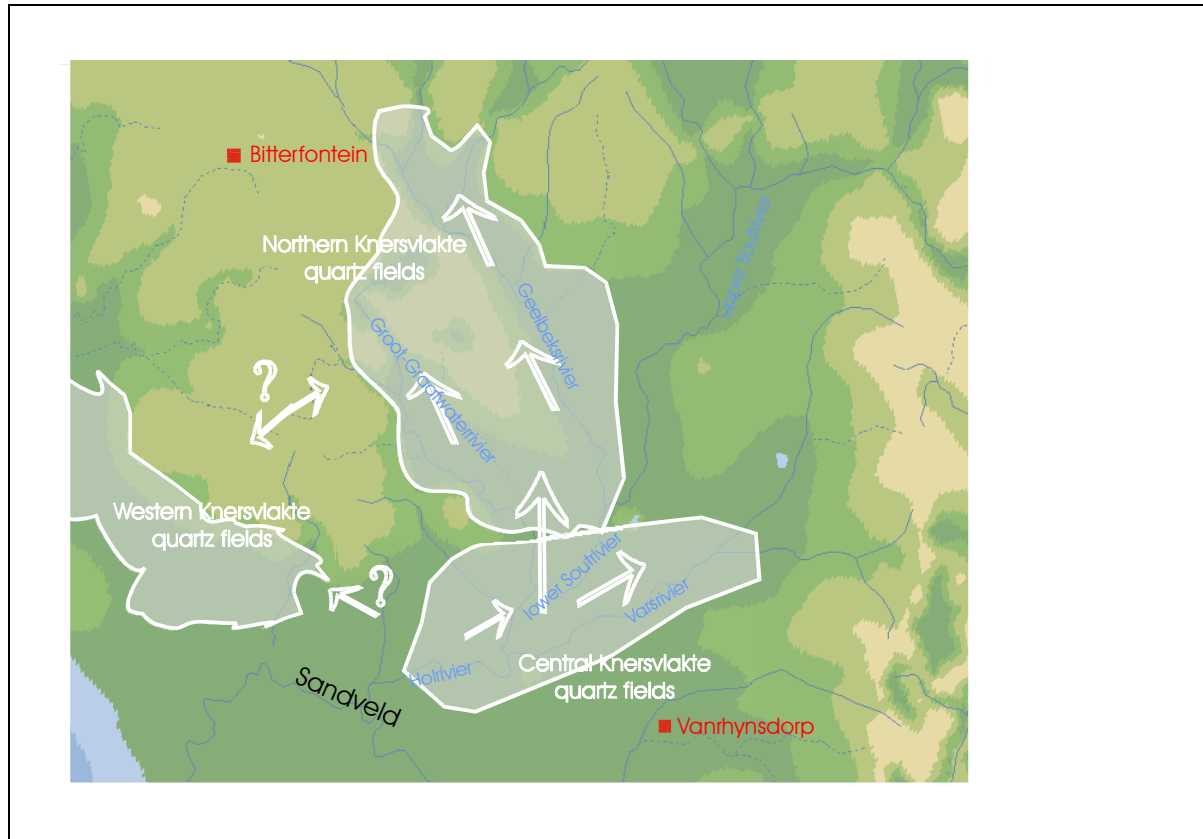 Bitterfontein
upper Soutrivier
Northern Knersvlakte
quartz fields
Geelbeksrivier
Groot-Graafwaterrivier
?
Western Knersvlakte
quartz fields
?
lower Soutrivier
Varsrivier
Central Knersvlakte
quartz fields
Holrivier
Sandveld
Vanrhynsdorp